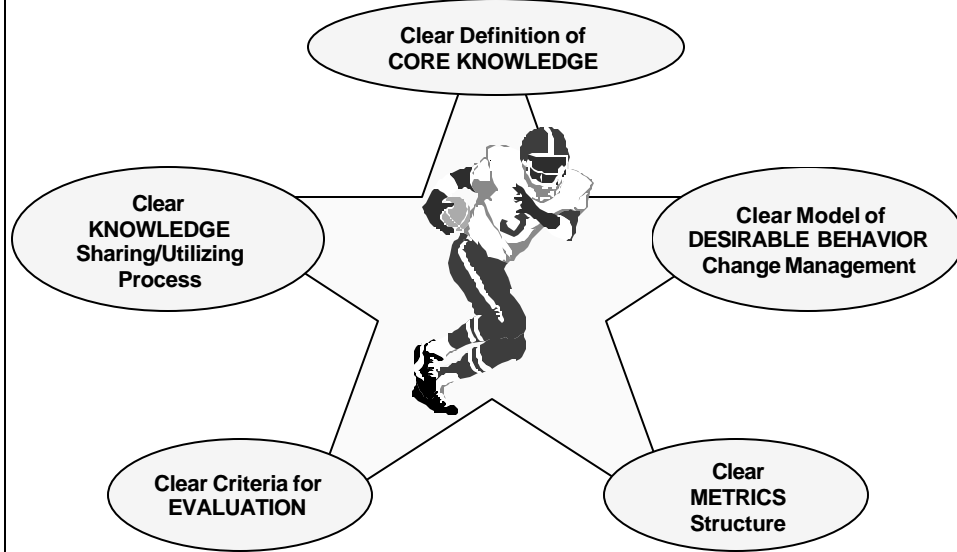 Clear Definition of
CORE KNOWLEDGE
Clear
KNOWLEDGE
Sharing/Utilizing
Process
Clear Model of
DESIRABLE BEHAVIOR
Change Management
Clear Criteria for
EVALUATION
Clear
METRICS
Structure